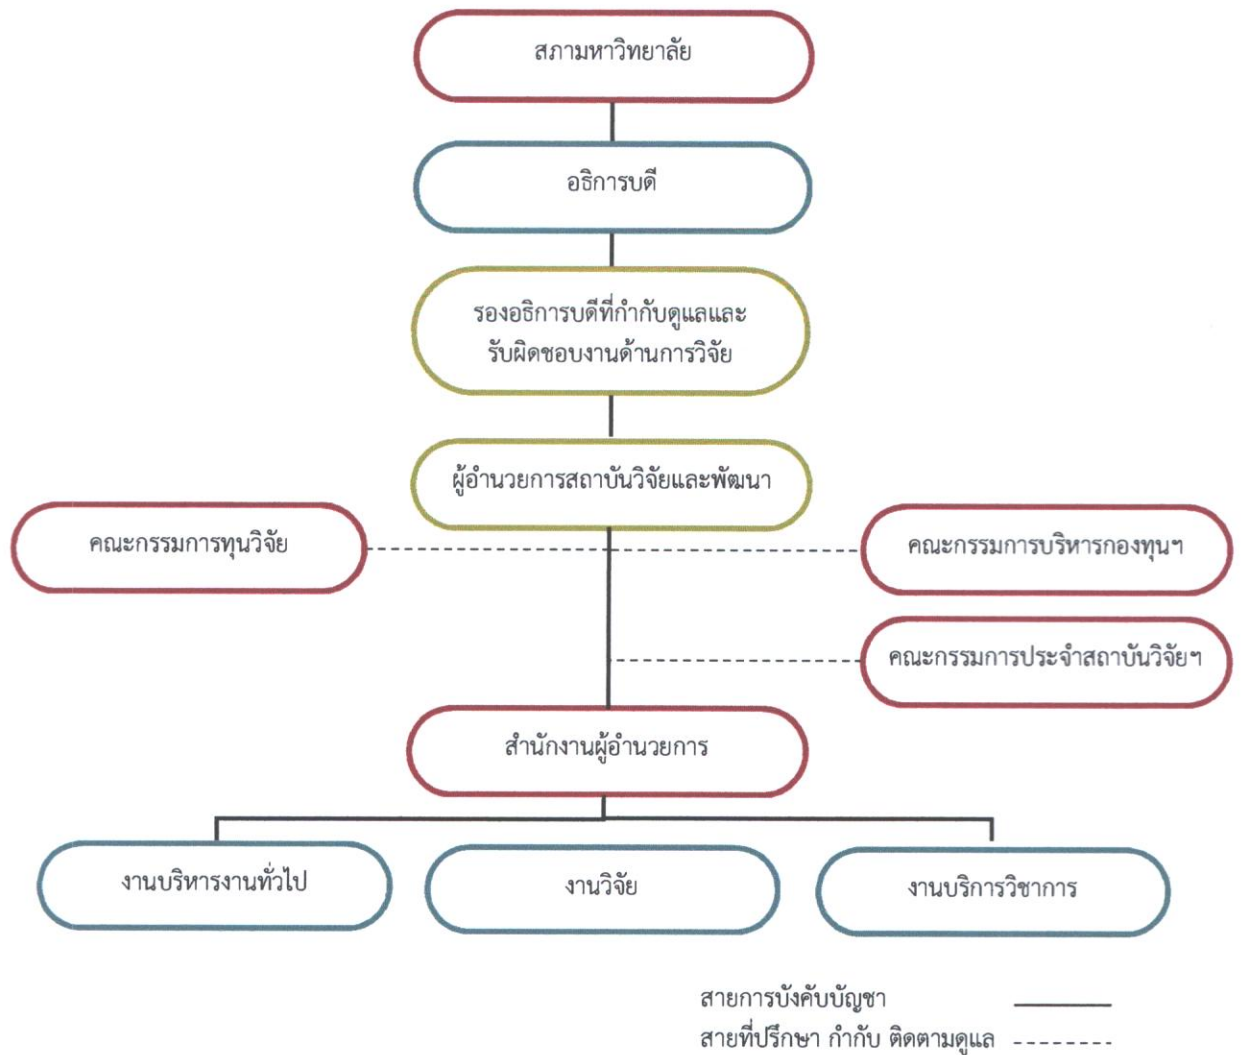 สภามหาวิทยาลัย
อธิการบดี
รองอธิการบดีที่กำกับดูแลและ
รับผิดชอบงานด้านการวิจัย
ผู้อำนวยการสถาบันวิจัยและพัฒนา
คณะกรรมการทุนวิจัย
คณะกรรมการบริหารกองทุนฯ
คณะกรรมการประจำสถาบันวิจัยฯ
สำนักงานผู้อำนวยการ
งานบริหารงานทั่วไป
งานวิจัย
งานบริการวิชาการ
สายการบังคับบัญชา
สายที่ปรึกษา กำกับ ติดตามดูแล